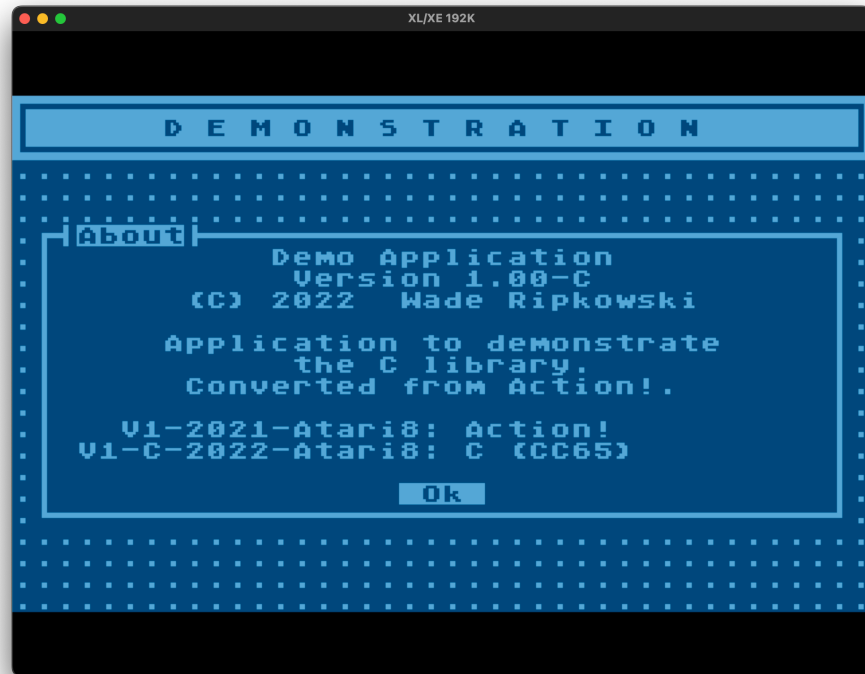 XL/XE 192K
D E M O N S T R A T I O N
About
Demo Application
Version 1.00-C
(C) 2022  Wade Ripkowski
Application to demonstrate
the C library.
Converted from Action!.
V1-2021-Atari8: Action!
V1-C-2022-Atari8: C (CC65)
Ok